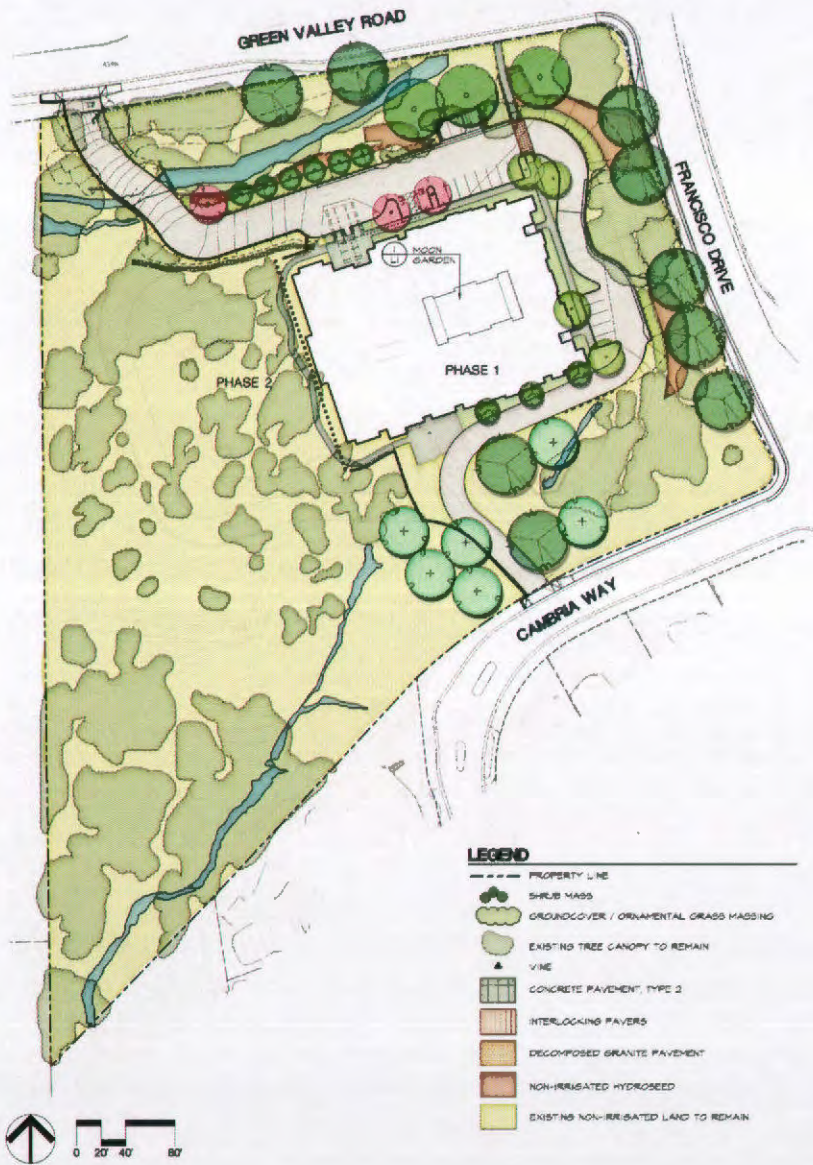 GREEN VALLEY ROAD
FRANCISCO DRIVE
MOON
GARDEN
PHASE 1
PHASE 2
CAMBRIA WAY
LEGEND
PROPERTY LINE
SHRUB MASS
GROUNDCOVER / ORNAMENTAL GRASS MASSING
EXISTING TREE CANOPY TO REMAIN
VINE
CONCRETE PAVEMENT, TYPE 2
INTERLOCKING PAVERS
DECOMPOSED GRANITE PAVEMENT
NON-IRRIGATED HYDROSEED
EXISTING NON-IRRIGATED LAND TO REMAIN
0 20' 40' 80'